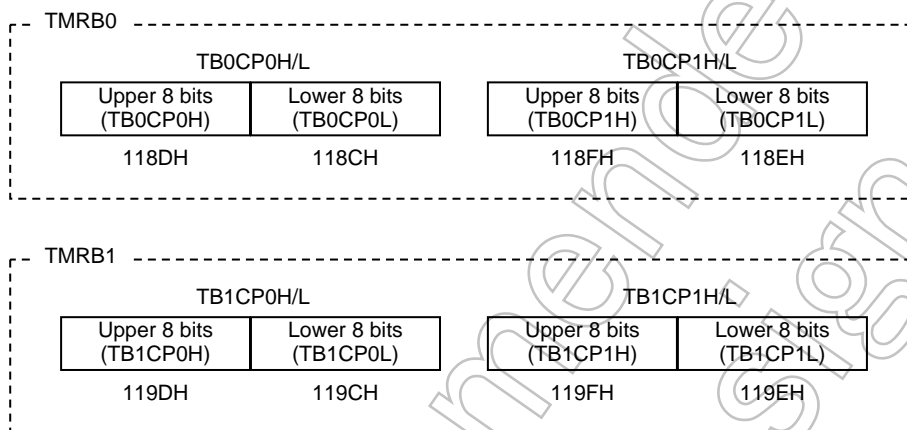 TMRB0
TB0CP0H/L TB0CP1H/L
Upper 8 bits Lower 8 bits Upper 8 bits Lower 8 bits
(TB0CP0H) (TB0CP0L) (TB0CP1H) (TB0CP1L)
118DH 118CH 118FH 118EH
TMRB1
TB1CP0H/L TB1CP1H/L
Upper 8 bits Lower 8 bits Upper 8 bits Lower 8 bits
(TB1CP0H) (TB1CP0L) (TB1CP1H) (TB1CP1L)
119DH 119CH 119FH 119EH